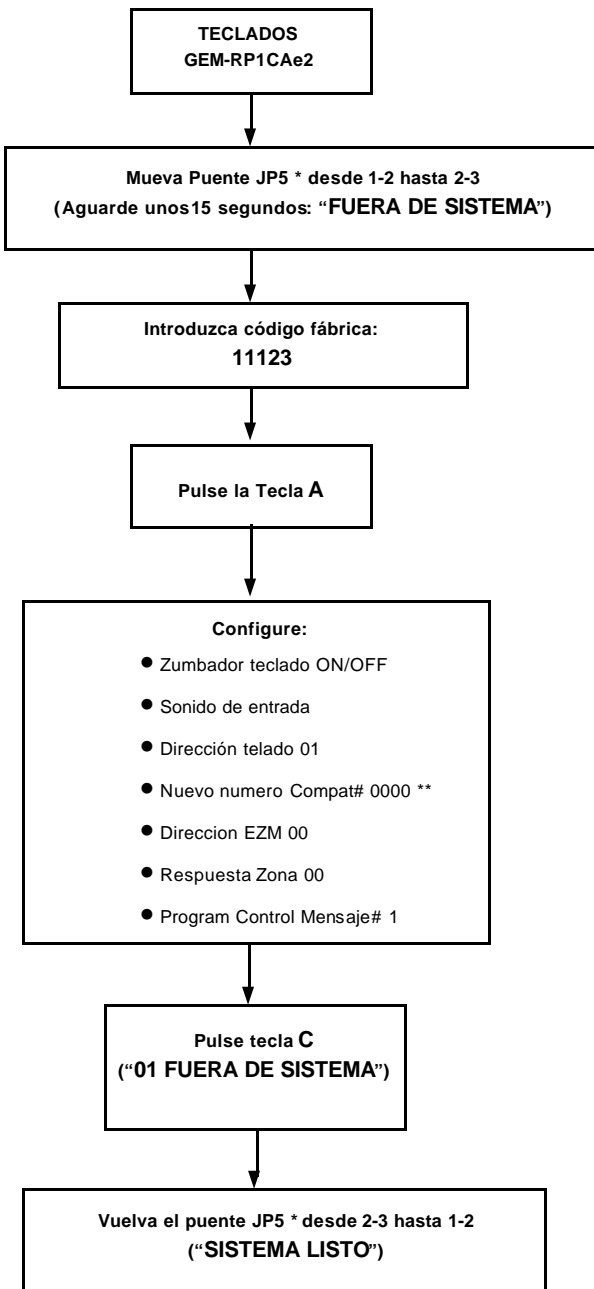 TECLADOS
GEM-RP1CAe2
Mueva Puente JP5 * desde 1-2 hasta 2-3
(Aguarde unos15 segundos: “FUERA DE SISTEMA”)
Introduzca código fábrica:
11123
Pulse la Tecla A
Configure:
● Zumbador teclado ON/OFF
● Sonido de entrada
● Dirección telado 01
● Nuevo numero Compat# 0000 **
● Direccion EZM 00
● Respuesta Zona 00
● Program Control Mensaje# 1
Pulse tecla C
(“01 FUERA DE SISTEMA”)
Vuelva el puente JP5 * desde 2-3 hasta 1-2
(“SISTEMA LISTO”)